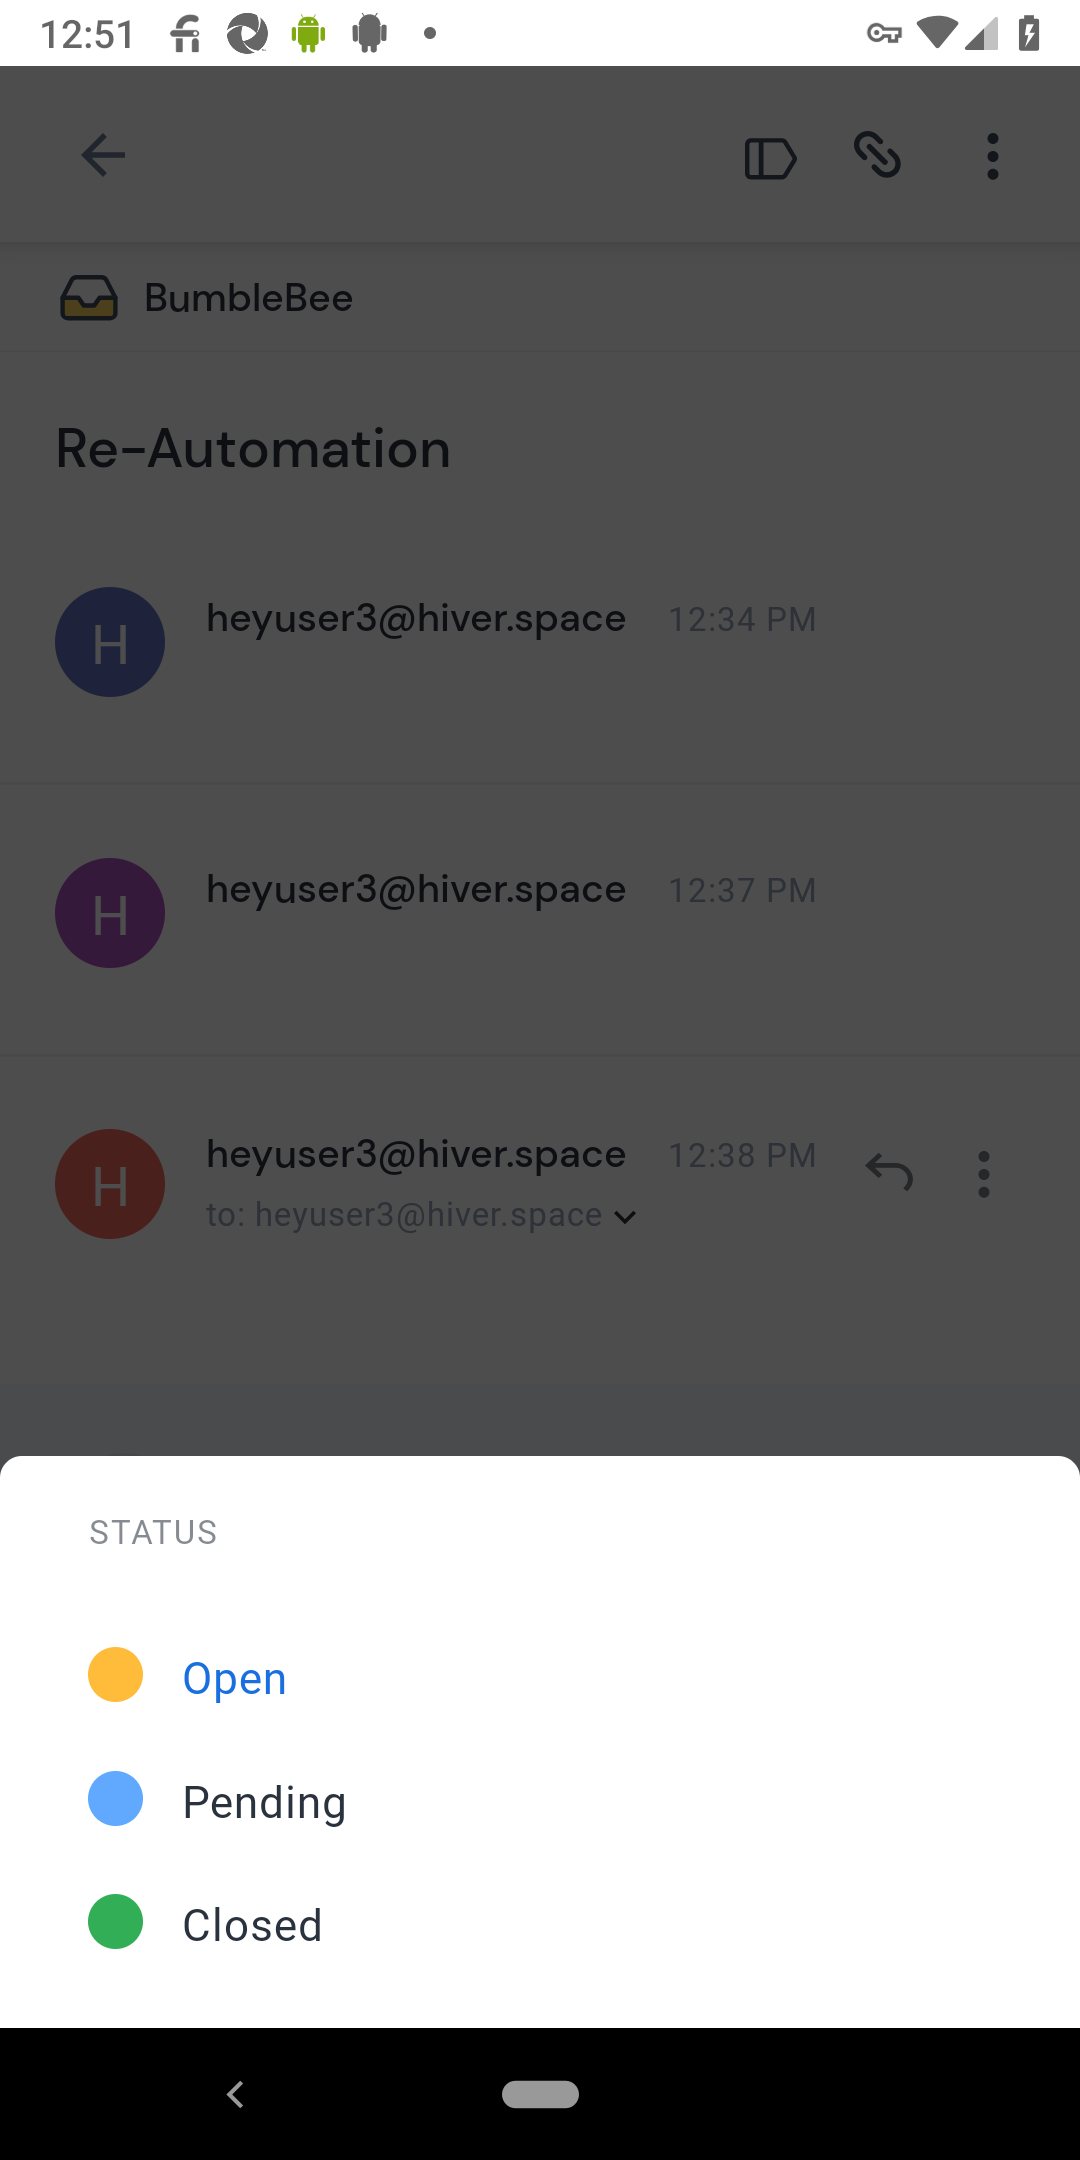 12:51
BumbleBee
Re-Automation
H
heyuser3@hiver.space 12:34 PM
H
heyuser3@hiver.space 12:37 PM
H
heyuser3@hiver.space 12:38 PM
to: heyuser3@hiver.space
STATUS
Open
Pending
Closed